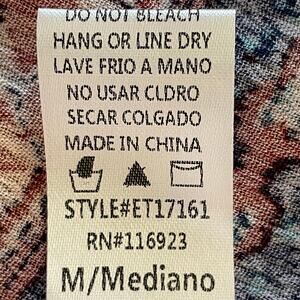 DO NOT BLEACH
HANG OR LINE DRY
LAVE FRIO A MANO
NO USAR CLDRO
SECAR COLGADO
MADE IN CHINA
STYLE#ET17161
RN#116923
M/Mediano